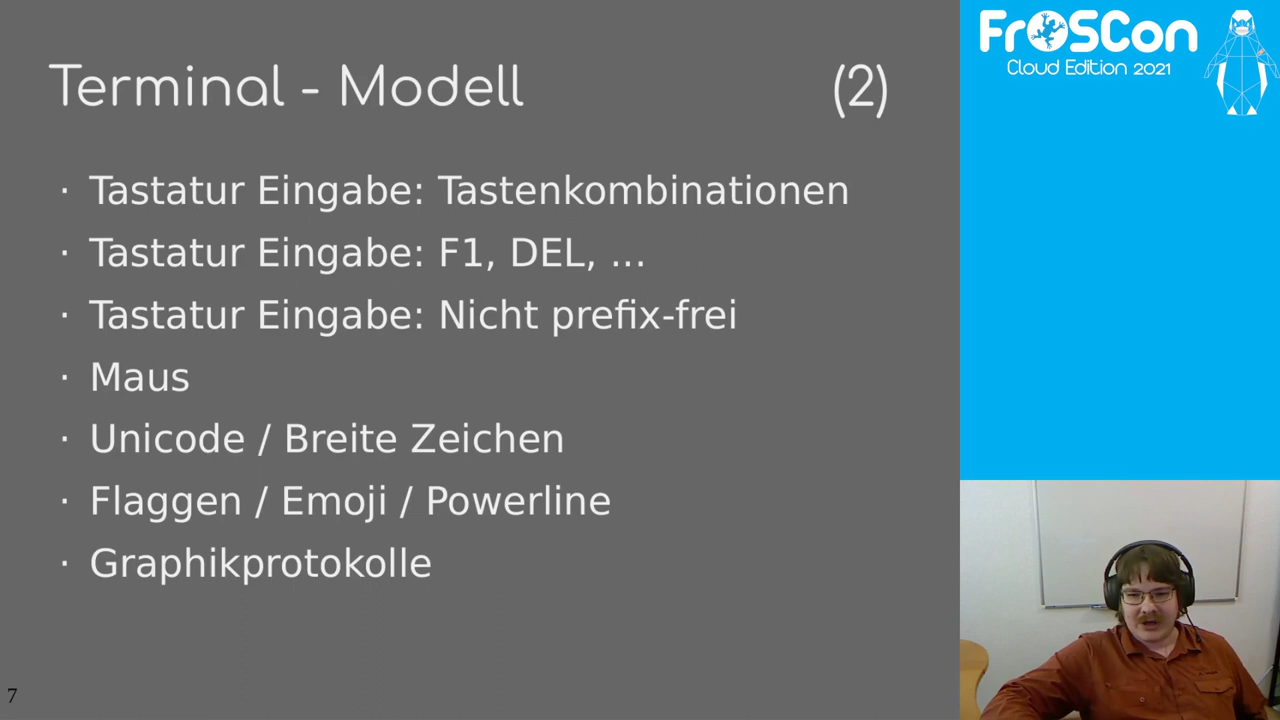 Terminal - Modell (2)
· Tastatur Eingabe: Tastenkombinationen
· Tastatur Eingabe: F1, DEL, ...
· Tastatur Eingabe: Nicht prefix-frei
· Maus
· Unicode / Breite Zeichen
· Flaggen / Emoji / Powerline
· Graphikprotokolle
7
FrOSCon
Cloud Edition 2021